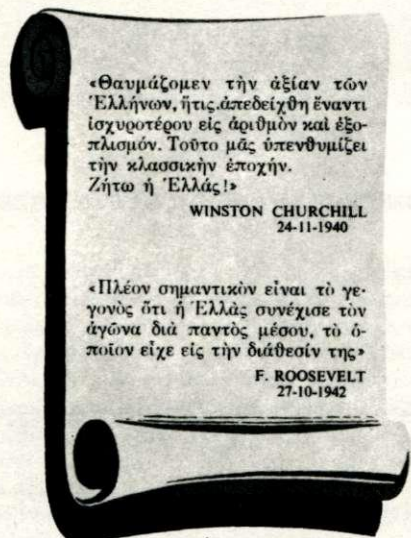 «Θαυμάζομεν τὴν ἀξίαν τῶν
Ἑλλήνων, ἥτις.ἀπεδείχθη ἔναντι
ἰσχυροτέρου εἰς ἀριθμὸν καὶ ἐξο-
πλισμόν. Τοῦτο μᾶς ὑπενθυμίζει
τὴν κλασσικὴν ἐποχήν.
Ζήτω ἡ Ἑλλάς!»
WINSTON CHURCHILL
24-11-1940
«Πλέον σημαντικὸν εἶναι τὸ γε-
γονὸς ὅτι ἡ Ἑλλὰς συνέχισε τὸν
ἀγῶνα διὰ παντὸς μέσου, τὸ ὁ-
ποῖον εἶχε εἰς τὴν διάθεσίν της»
F. ROOSEVELT
27-10-1942